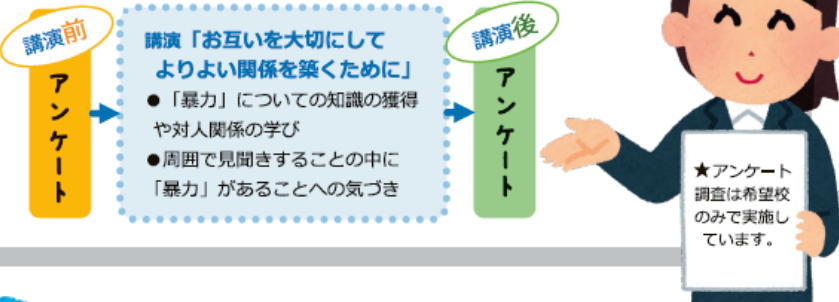 講演前
アンケート
講演「お互いを大切にして
よりよい関係を築くために」
●「暴力」についての知識の獲得
や対人関係の学び
●周囲で見聞きすることの中に
「暴力」があることへの気づき
講演後
アンケート
★アンケート
調査は希望校
のみで実施し
ています。